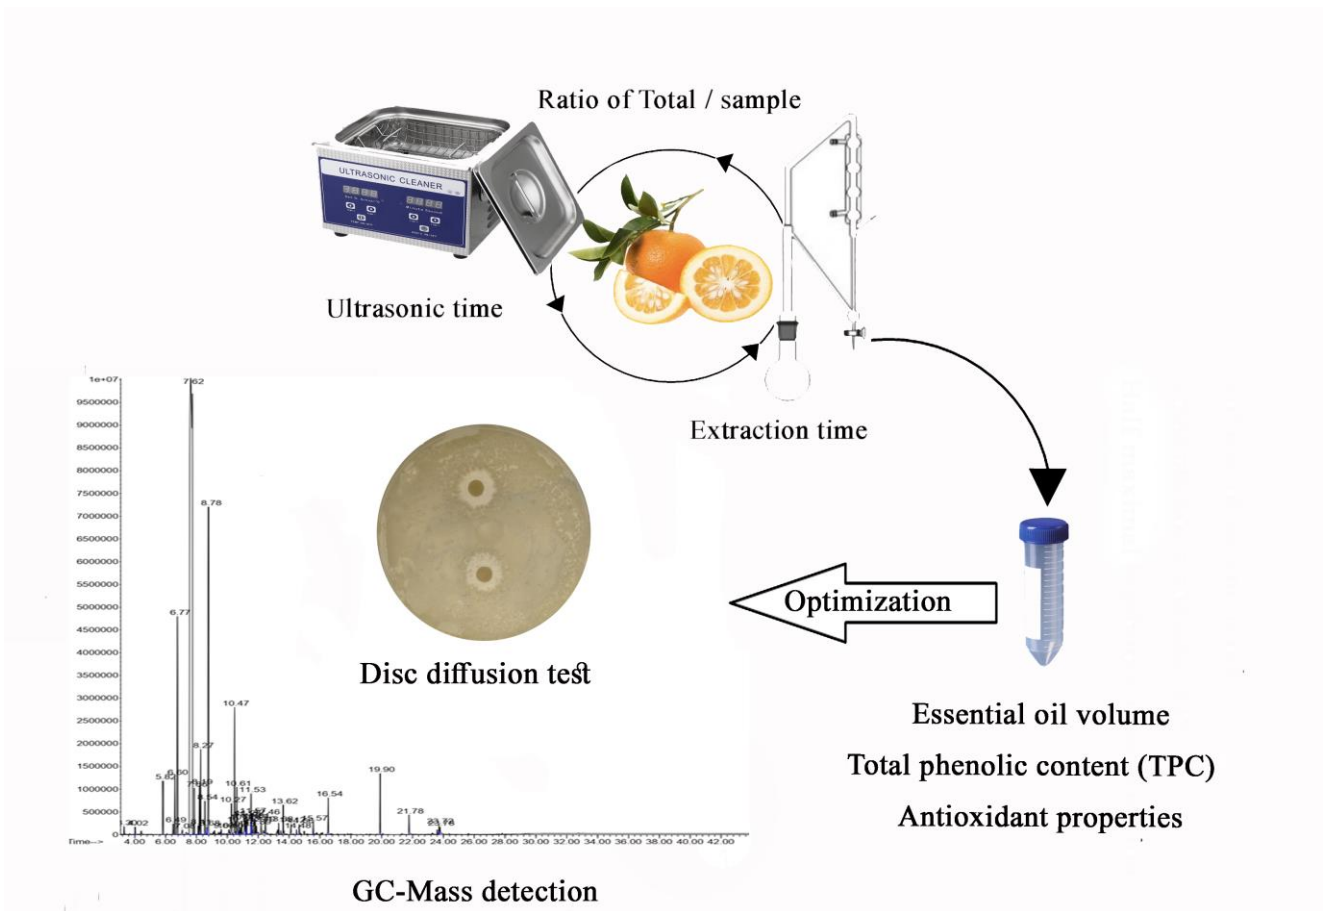 Ratio of Total / sample
ULTRASONIC CLEANER
Ultrasonic time
Extraction time
1e+07
9500000
9000000
8500000
8000000
7500000
7000000
6500000
6000000
5500000
5000000
4500000
4000000
3500000
3000000
2500000
2000000
1500000
1000000
500000
0
7.62
8.78
6.77
10.47
8.27
10.61
11.53
10.27
13.62
16.54
15.57
19.90
21.78
Time-->
4.00 6.00 8.00 10.00 12.00 14.00 16.00 18.00 20.00 22.00 24.00 26.00 28.00 30.00 32.00 34.00 36.00 38.00 40.00 42.00
Disc diffusion test
Optimization
Essential oil volume
Total phenolic content (TPC)
Antioxidant properties
GC-Mass detection